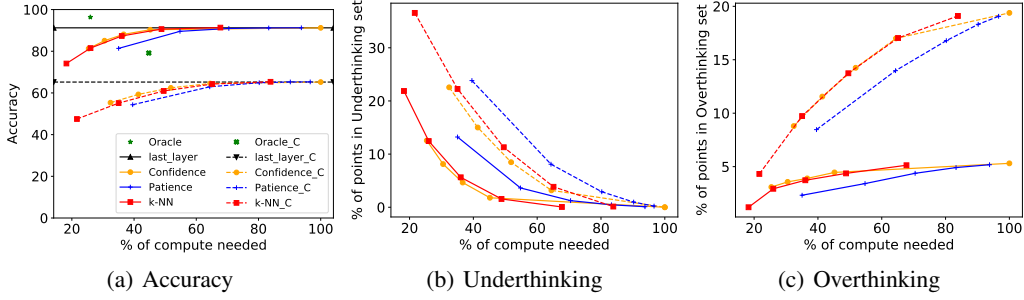 100
80
60
40
20
0
Accuracy
Oracle
last_layer
Confidence
Patience
k-NN
Oracle_C
last_layer_C
Confidence_C
Patience_C
k-NN_C
20 40 60 80 100
% of compute needed
(a) Accuracy
30
20
10
0
% of points in Underthinking set
20 40 60 80 100
% of compute needed
(b) Underthinking
20
15
10
5
% of points in Overthinking set
20 40 60 80 100
% of compute needed
(c) Overthinking